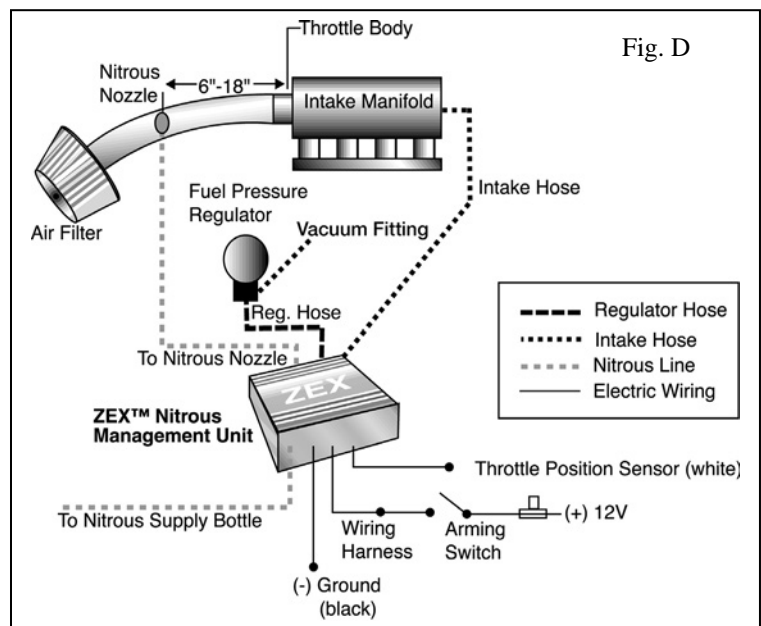 Fig. D
Throttle Body
Nitrous
Nozzle
6"-18"
Intake Manifold
Intake Hose
Air Filter
Fuel Pressure
Regulator
Vacuum Fitting
Reg. Hose
To Nitrous Nozzle
Regulator Hose
Intake Hose
Nitrous Line
Electric Wiring
ZEX
ZEX™ Nitrous
Management Unit
Throttle Position Sensor (white)
To Nitrous Supply Bottle
Wiring
Harness
Arming
Switch
(+) 12V
(-) Ground
(black)